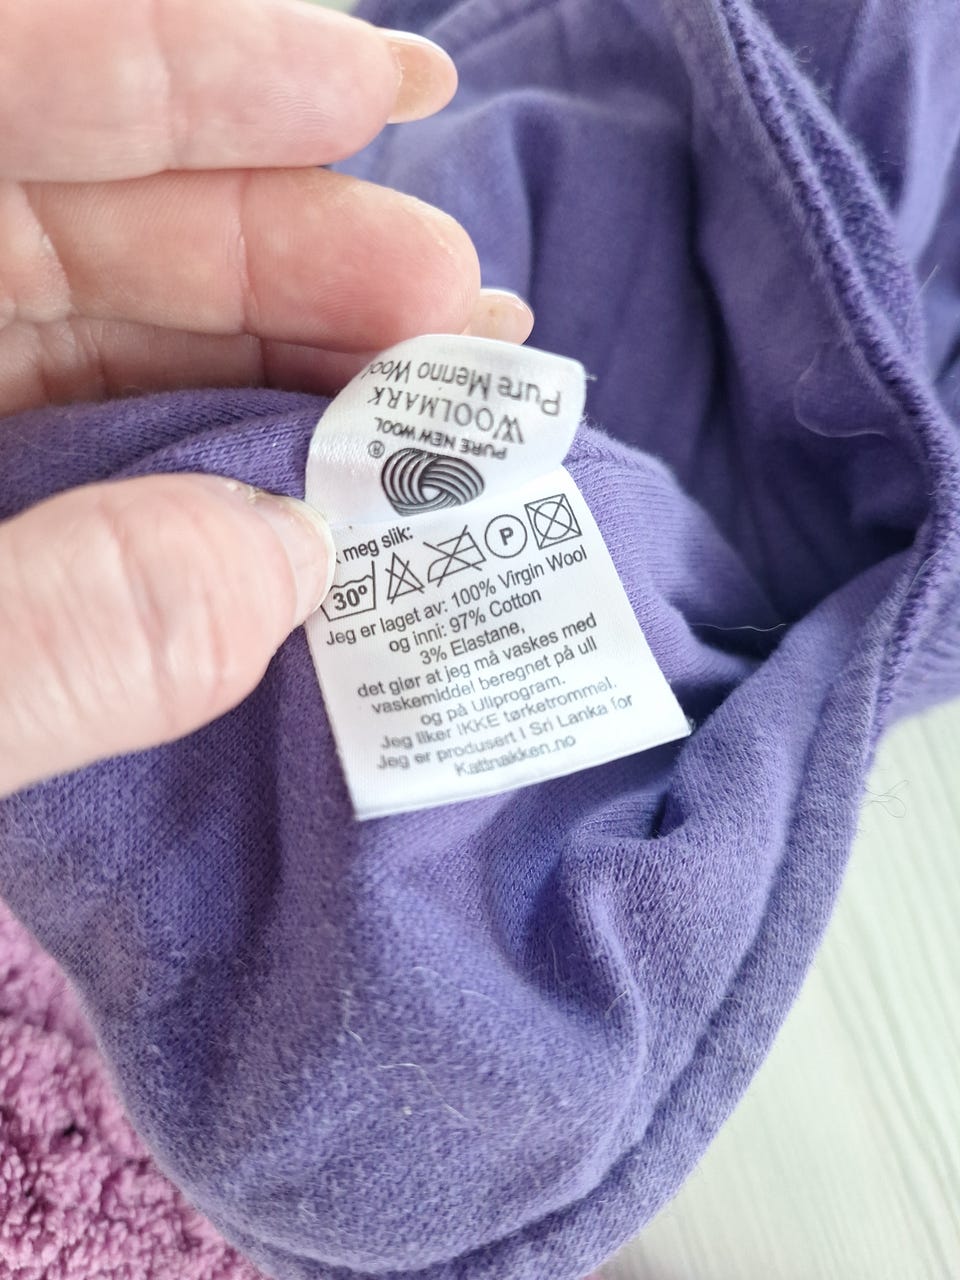 Pure Merino Wool
WOOLMARK
PURE NEW WOOL
®
meg slik:
30°
P
Jeg er laget av: 100% Virgin Wool
og inni: 97% Cotton
3% Elastane,
det gjør at jeg må vaskes med
vaskemiddel beregnet på ull
og på Ullprogram.
Jeg liker IKKE tørketrommel.
Jeg er produsert I Sri Lanka for
Kattnakken.no